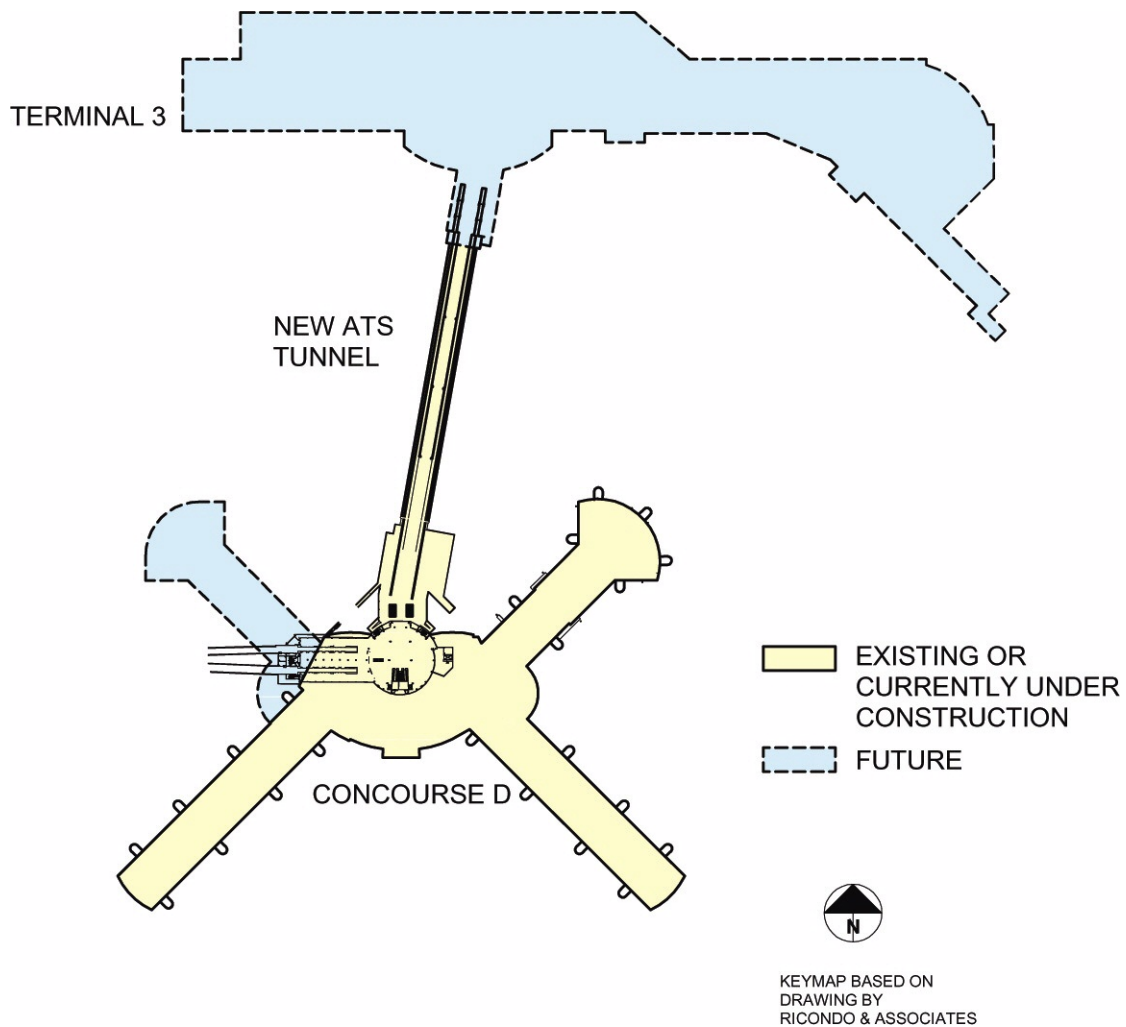 TERMINAL 3
NEW ATS
TUNNEL
EXISTING OR
CURRENTLY UNDER
CONSTRUCTION
FUTURE
CONCOURSE D
N
KEYMAP BASED ON
DRAWING BY
RICONDO & ASSOCIATES